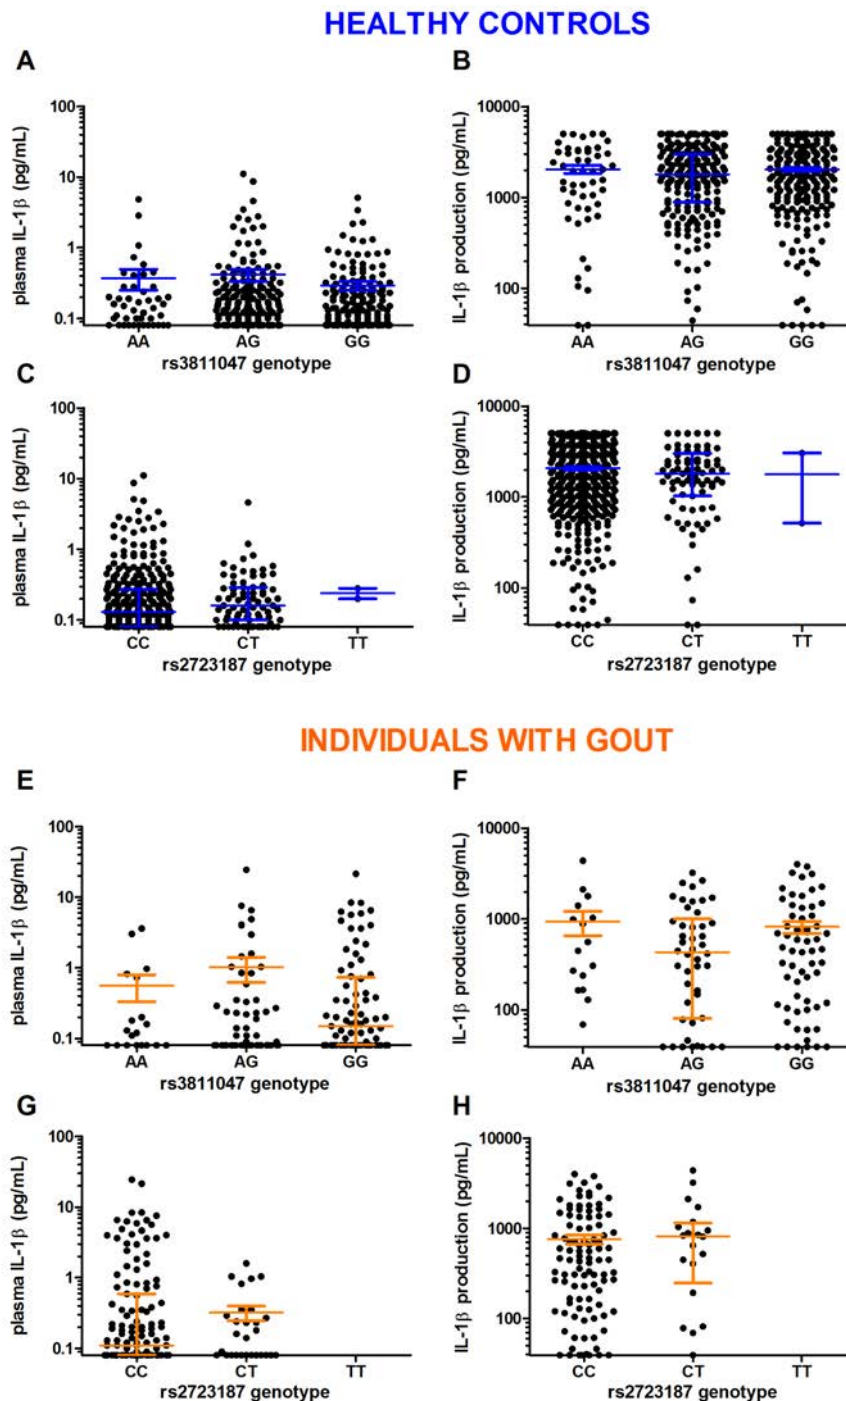 HEALTHY CONTROLS
A
plasma IL-1β (pg/mL)
100
10
1
0.1
AA AG GG
rs3811047 genotype
B
IL-1β production (pg/mL)
10000
1000
100
AA AG GG
rs3811047 genotype
C
plasma IL-1β (pg/mL)
100
10
1
0.1
CC CT TT
rs2723187 genotype
D
IL-1β production (pg/mL)
10000
1000
100
CC CT TT
rs2723187 genotype
INDIVIDUALS WITH GOUT
E
plasma IL-1β (pg/mL)
100
10
1
0.1
AA AG GG
rs3811047 genotype
F
IL-1β production (pg/mL)
10000
1000
100
AA AG GG
rs3811047 genotype
G
plasma IL-1β (pg/mL)
100
10
1
0.1
CC CT TT
rs2723187 genotype
H
IL-1β production (pg/mL)
10000
1000
100
CC CT TT
rs2723187 genotype